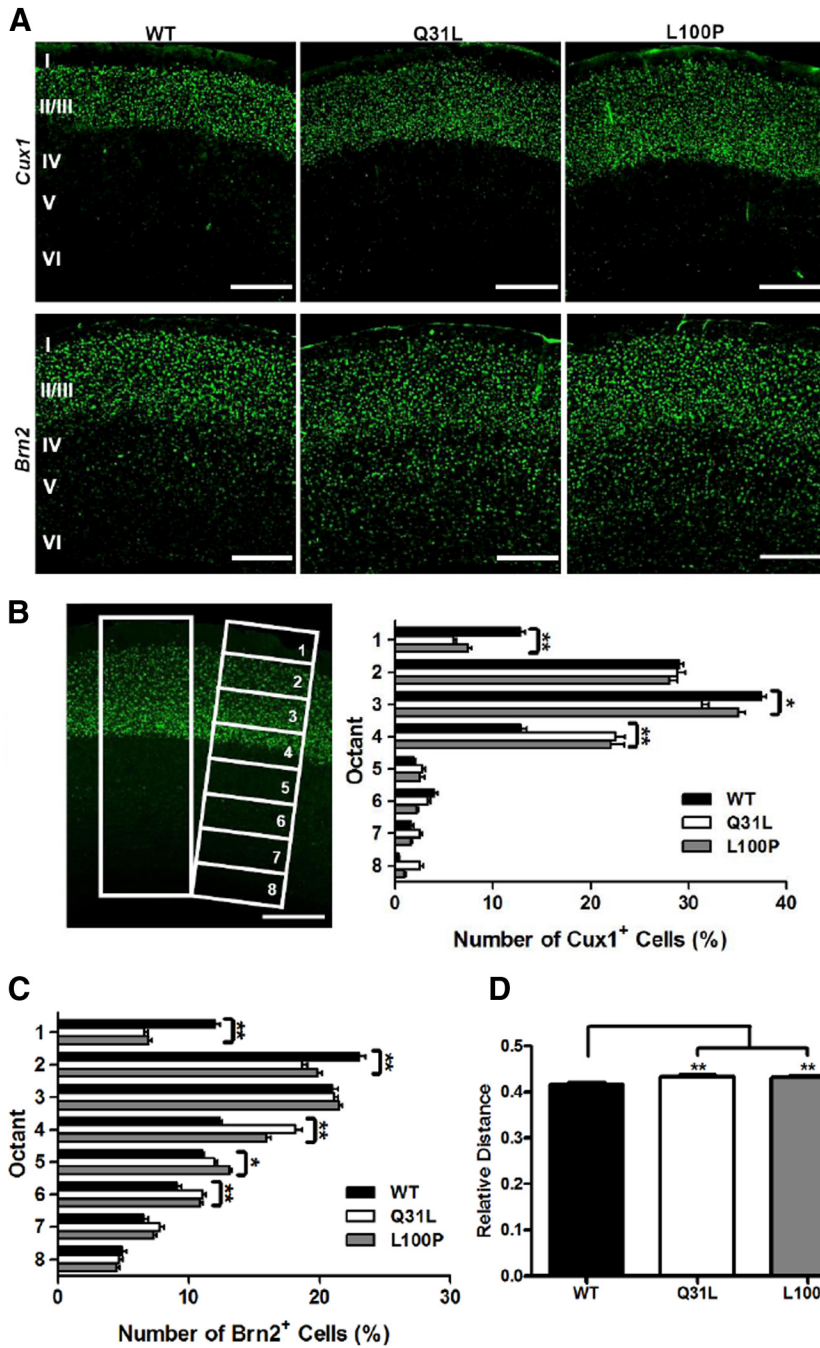 A
WT
Q31L
L100P
Cux1
I
II/III
IV
V
VI
Brn2
I
II/III
IV
V
VI
B
1
2
3
4
5
6
7
8
Octant
1
2
3
4
5
6
7
8
**
*
**
WT
Q31L
L100P
0
10
20
30
40
Number of Cux1+ Cells (%)
C
Octant
1
2
3
4
5
6
7
8
**
**
**
*
**
WT
Q31L
L100P
0
10
20
30
Number of Brn2+ Cells (%)
D
Relative Distance
0.5
0.4
0.3
0.2
0.1
0.0
**
**
WT
Q31L
L100